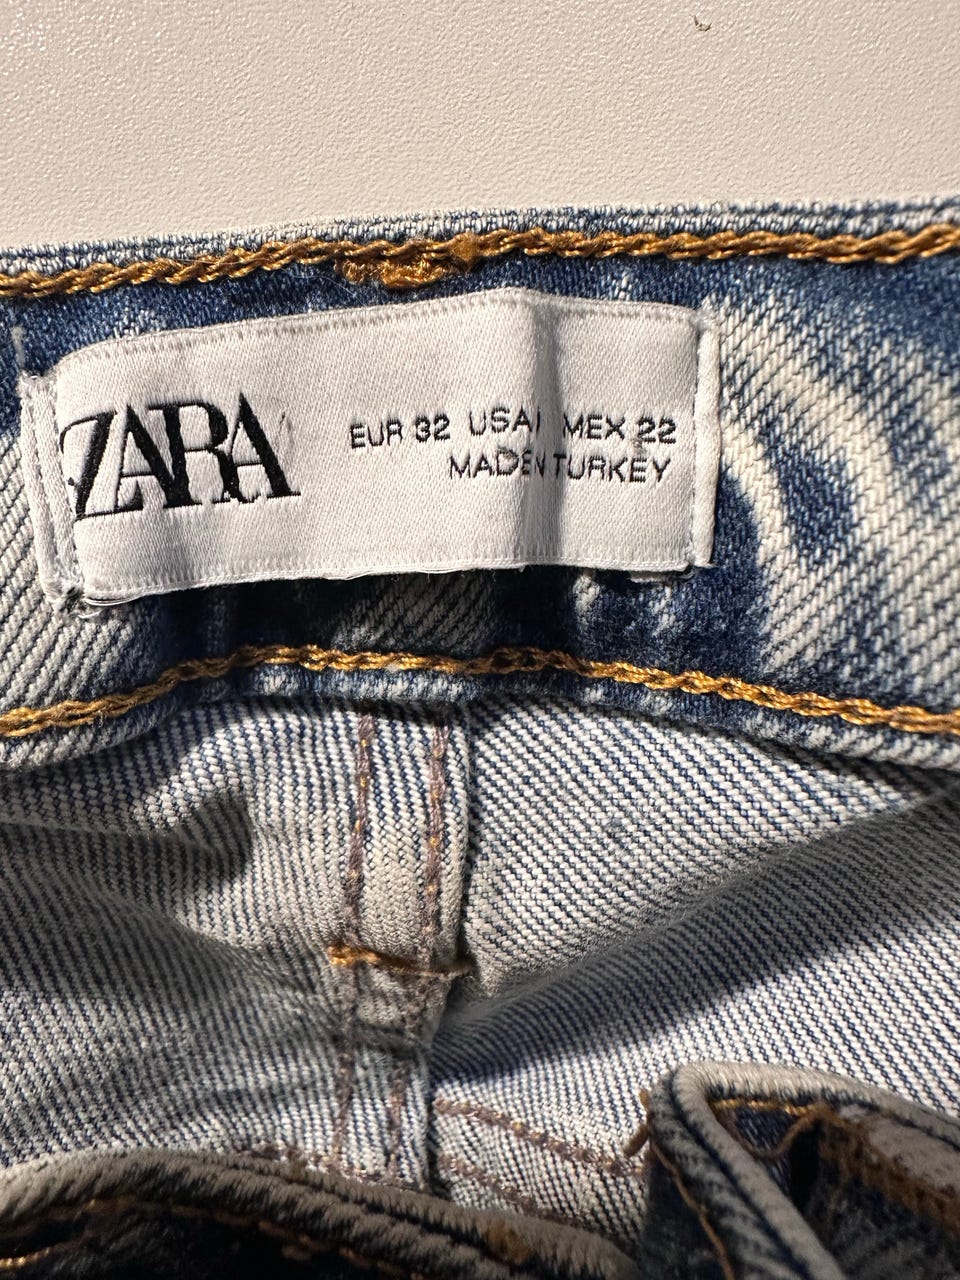 ZARA
EUR 32 USA MEX 22
MADE IN TURKEY